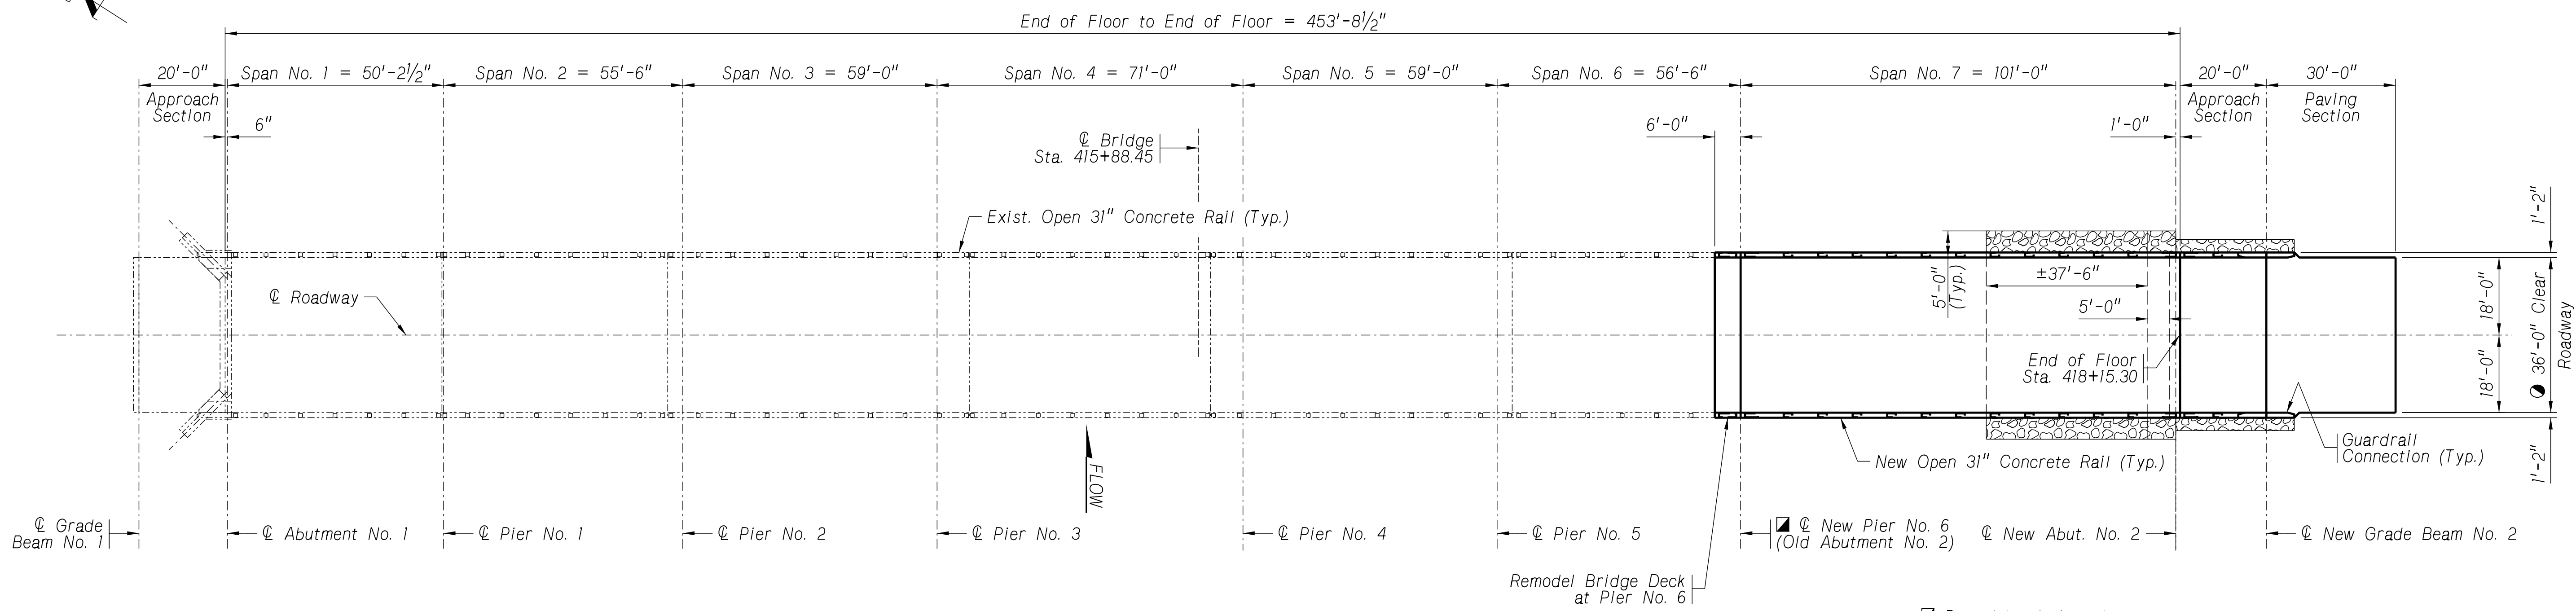 End of Floor to End of Floor = 453'-8½"
20'-0"
Span No. 1 = 50'-2½"
Span No. 2 = 55'-6"
Span No. 3 = 59'-0"
Span No. 4 = 71'-0"
Span No. 5 = 59'-0"
Span No. 6 = 56'-6"
Span No. 7 = 101'-0"
20'-0"
30'-0"
Approach
Section
Approach
Section
Paving
Section
6"
℄ Bridge
Sta. 415+88.45
6'-0"
1'-0"
1'-2"
Exist. Open 31" Concrete Rail (Typ.)
℄ Roadway
5'-0"
(Typ.)
±37'-6"
5'-0"
End of Floor
Sta. 418+15.30
18'-0"
18'-0"
36'-0" Clear
Roadway
1'-2"
FLOW
New Open 31" Concrete Rail (Typ.)
Guardrail
Connection (Typ.)
℄ Grade
Beam No. 1
℄ Abutment No. 1
℄ Pier No. 1
℄ Pier No. 2
℄ Pier No. 3
℄ Pier No. 4
℄ Pier No. 5
℄ New Pier No. 6
(Old Abutment No. 2)
℄ New Abut. No. 2
℄ New Grade Beam No. 2
Remodel Bridge Deck
at Pier No. 6